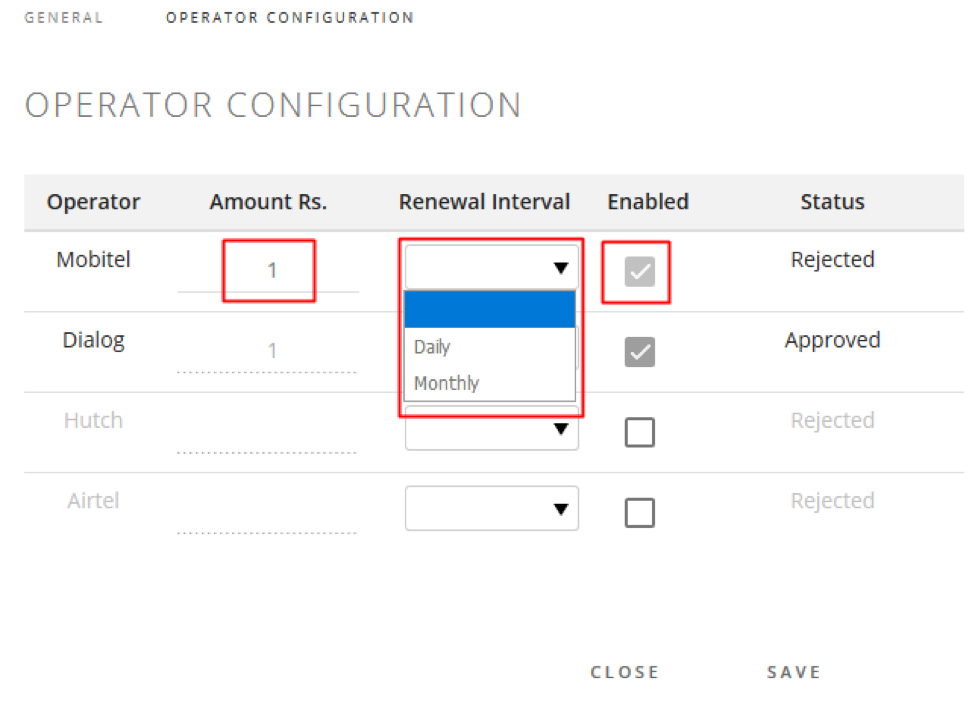 GENERAL OPERATOR CONFIGURATION
OPERATOR CONFIGURATION
Operator Amount Rs. Renewal Interval Enabled Status
Mobitel 1 Rejected
Daily
Dialog 1 Approved
Monthly
Hutch Rejected
Airtel Rejected
CLOSE SAVE